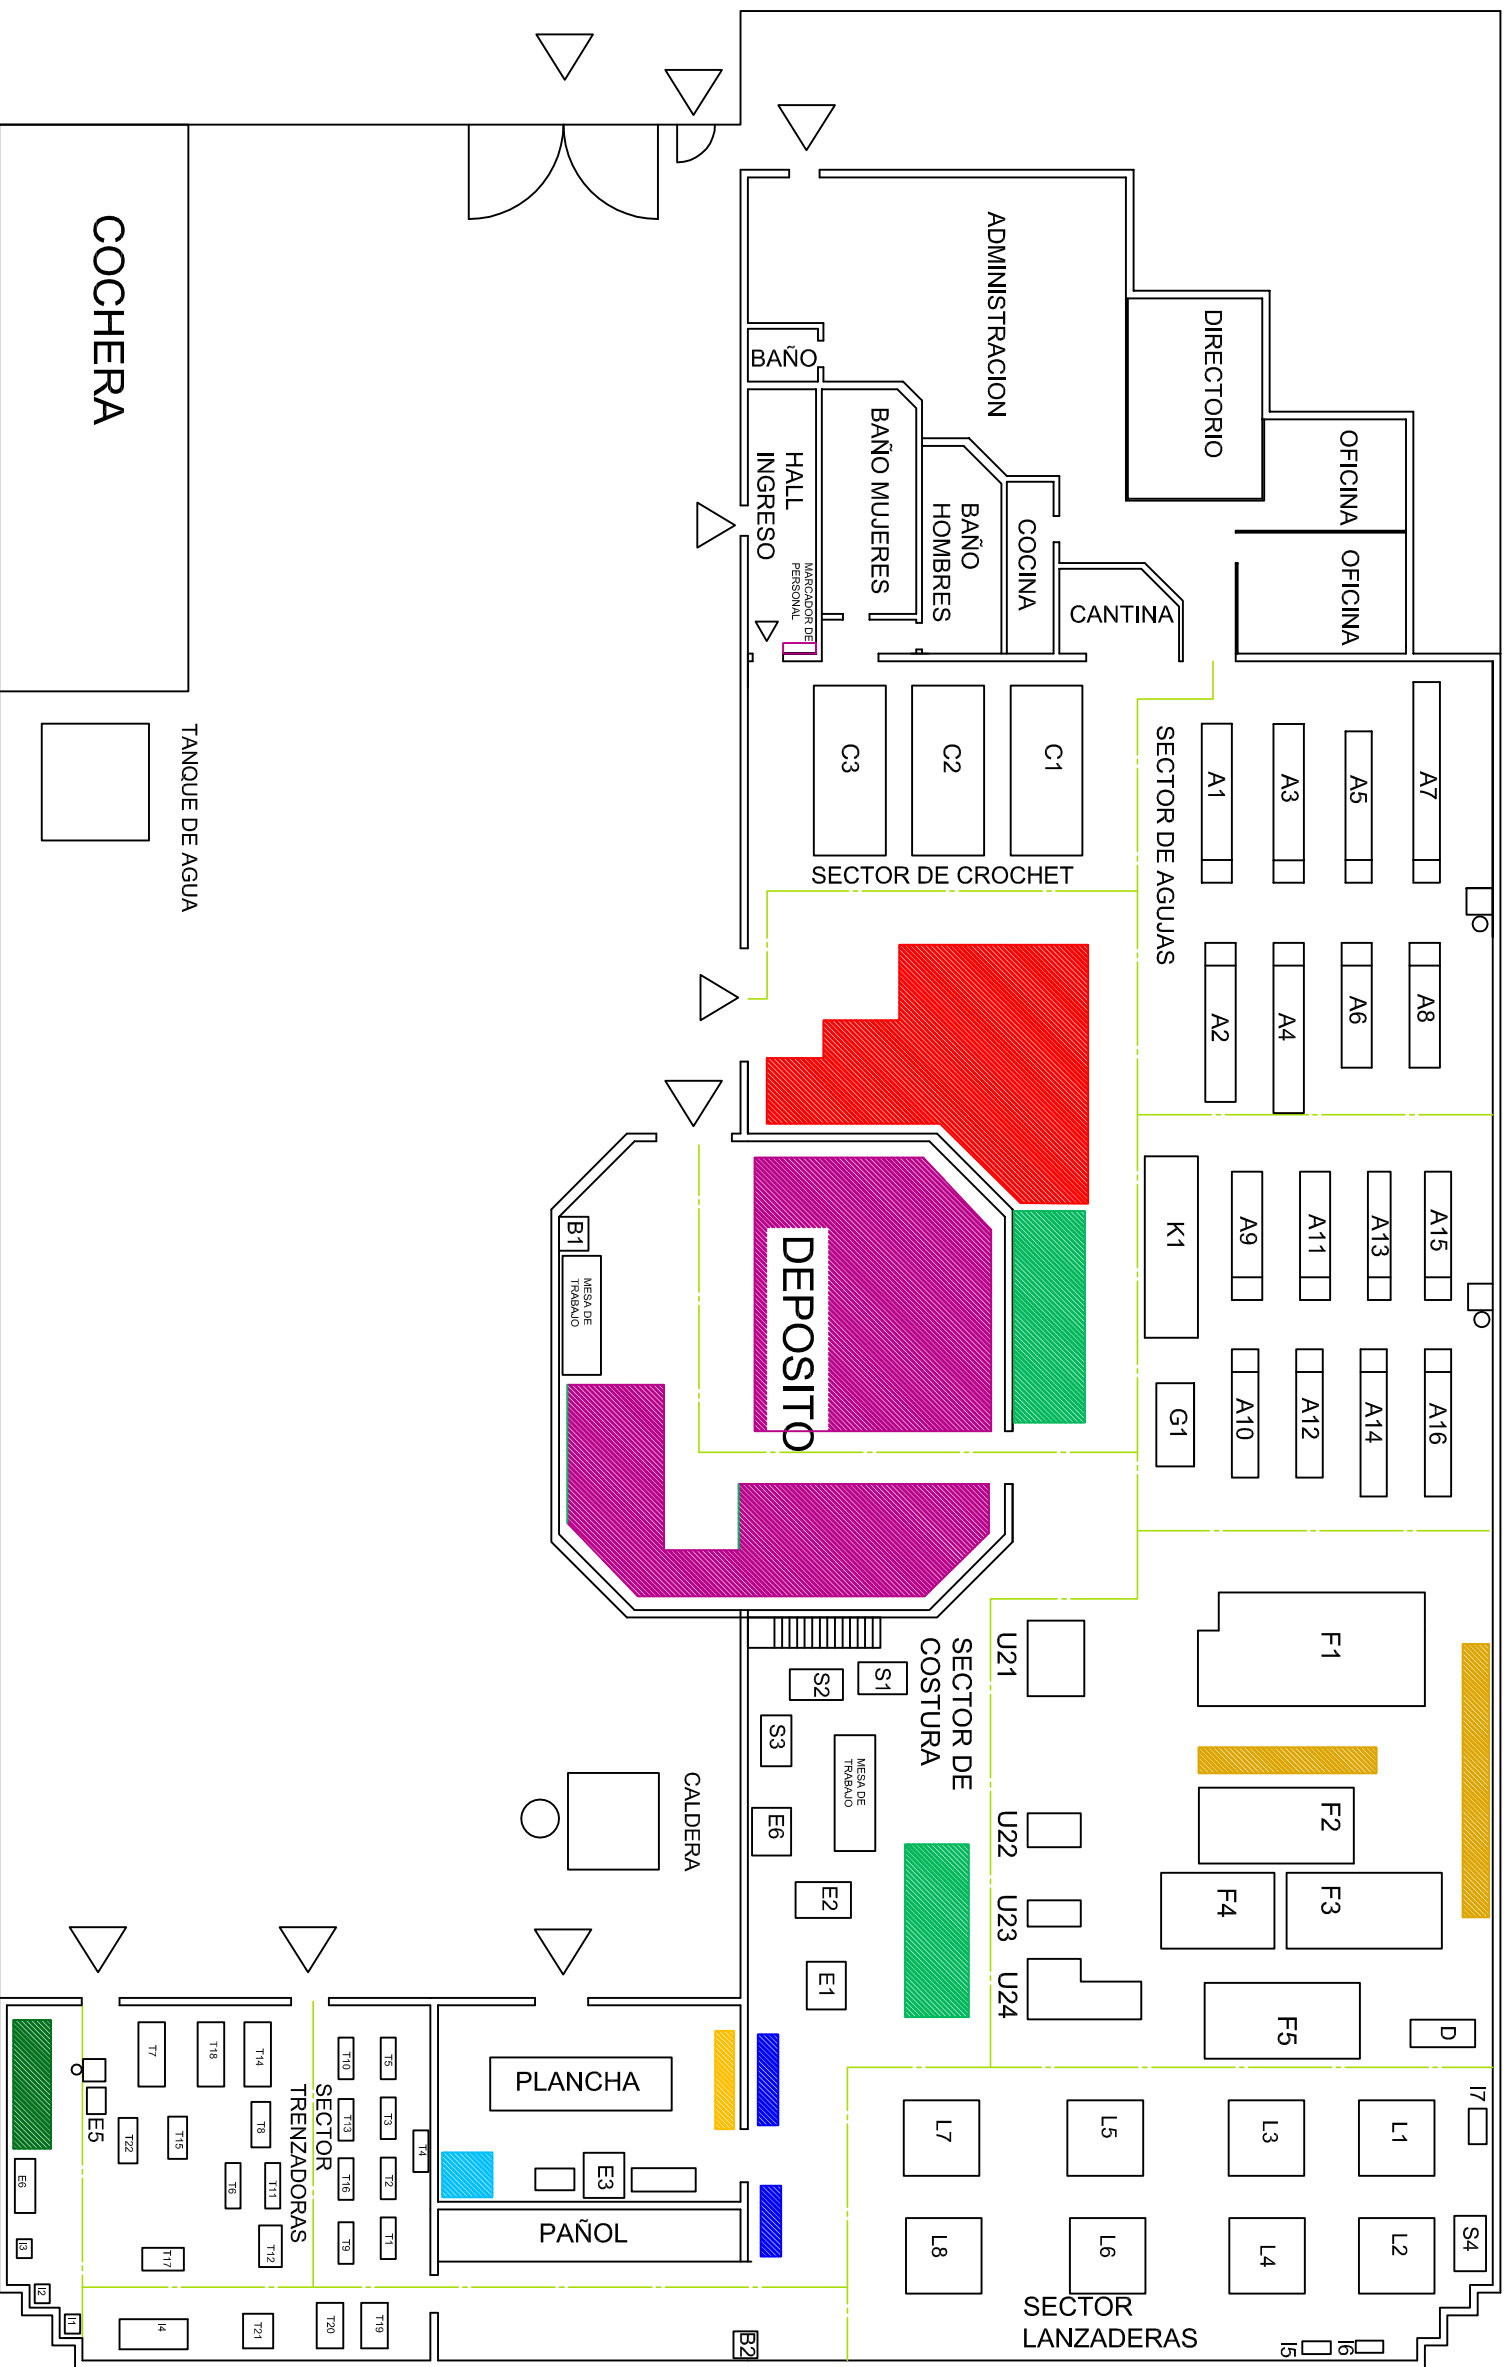 COCHERA
TANQUE DE AGUA
ADMINISTRACION
DIRECTORIO
OFICINA
OFICINA
BAÑO
HALL
INGRESO
MARCADOR DE
PERSONAL
BAÑO MUJERES
BAÑO
HOMBRES
COCINA
CANTINA
C3
C2
C1
SECTOR DE CROCHET
SECTOR DE AGUJAS
A1
A3
A5
A7
A2
A4
A6
A8
K1
A9
A11
A13
A15
G1
A10
A12
A14
A16
DEPOSITO
B1
MESA DE
TRABAJO
SECTOR DE
COSTURA
S1
S2
S3
MESA DE
TRABAJO
E6
E2
E1
U21
U22
U23
U24
F1
F2
F3
F4
F5
D
CALDERA
PLANCHA
E3
PAÑOL
SECTOR
TRENZADORAS
T7
T18
T14
T10
T5
T8
T13
T3
T4
T22
T15
T6
T11
T16
T2
T17
T12
T9
T1
E5
E6
I3
I2
I1
I4
T21
T20
T19
B2
I7
L7
L5
L3
L1
L8
L6
L4
L2
S4
SECTOR
LANZADERAS
I5
I6